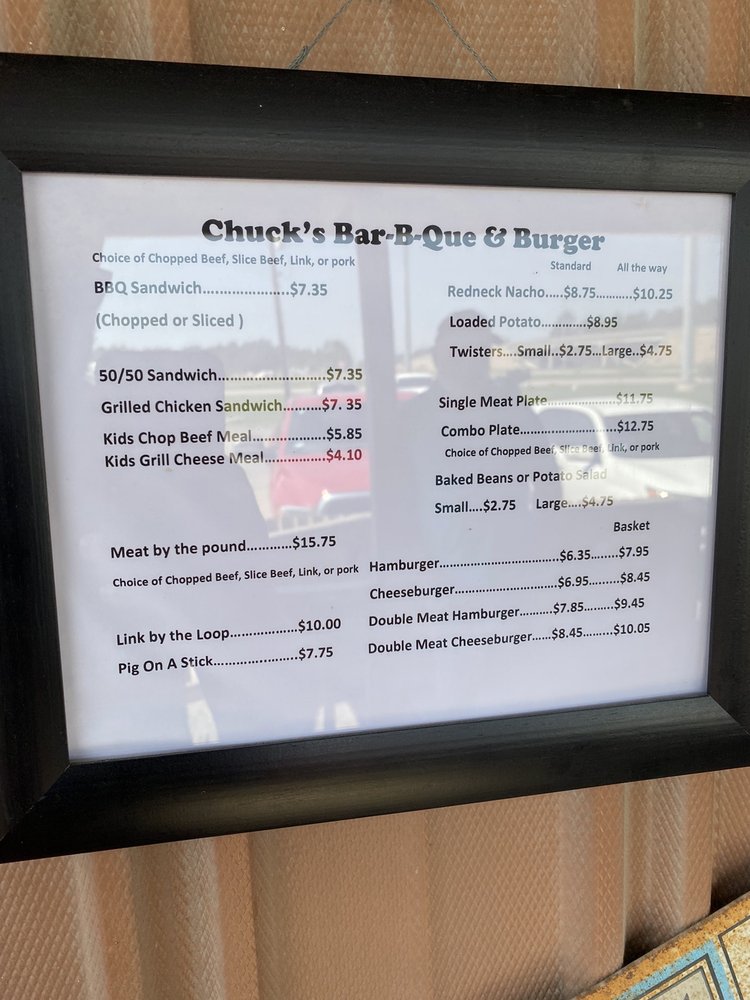 Chuck's Bar-B-Que & Burger
Choice of Chopped Beef, Slice Beef, Link, or pork
BBQ Sandwich......................$7.35
(Chopped or Sliced )
50/50 Sandwich..........................$7.35
Grilled Chicken Sandwich.........$7. 35
Kids Chop Beef Meal.................$5.85
Kids Grill Cheese Meal...............$4.10
Meat by the pound............$15.75
Choice of Chopped Beef, Slice Beef, Link, or pork
Link by the Loop..................$10.00
Pig On A Stick......................$7.75
Standard All the way
Redneck Nacho.....$8.75..........$10.25
Loaded Potato.............$8.95
Twisters....Small..$2.75...Large..$4.75
Single Meat Plate......................$11.75
Combo Plate..........................$12.75
Choice of Chopped Beef, Slice Beef, Link, or pork
Baked Beans or Potato Salad
Small....$2.75 Large....$4.75
Basket
Hamburger.................................$6.35.......$7.95
Cheeseburger............................$6.95........$8.45
Double Meat Hamburger.........$7.85........$9.45
Double Meat Cheeseburger.....$8.45........$10.05